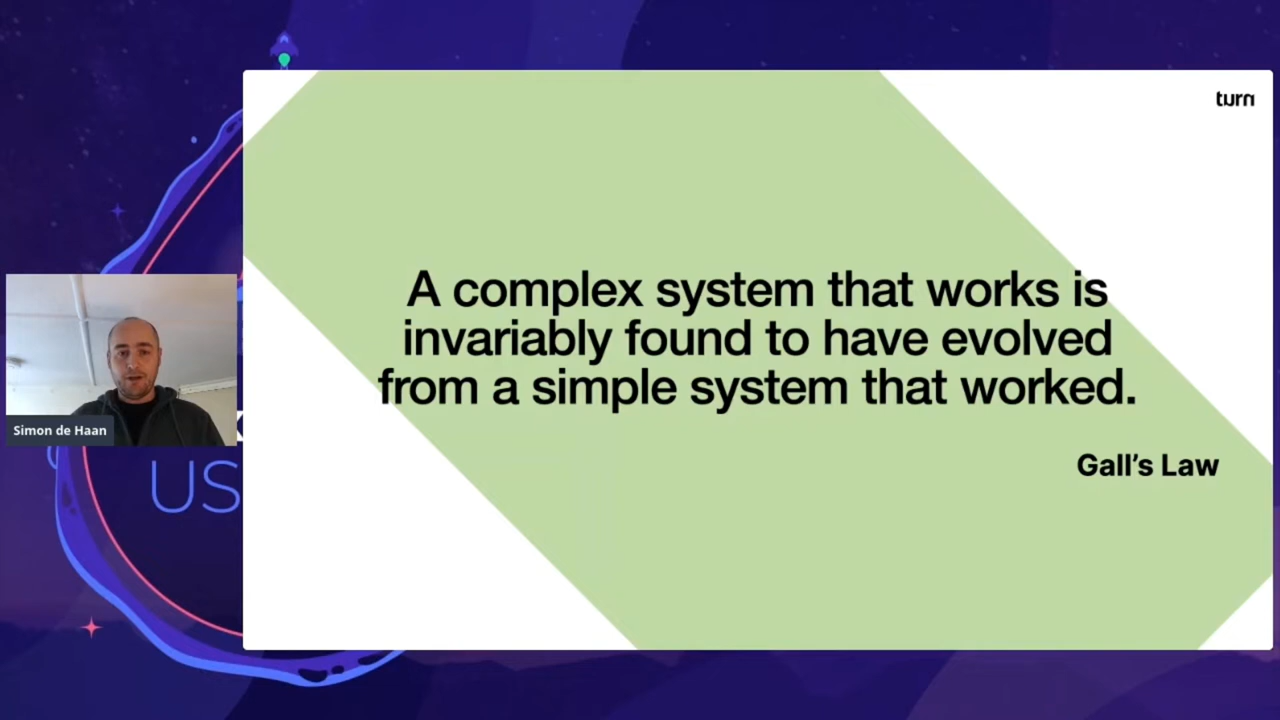 turn
A complex system that works is
invariably found to have evolved
from a simple system that worked.
Gall's Law
Simon de Haan
US